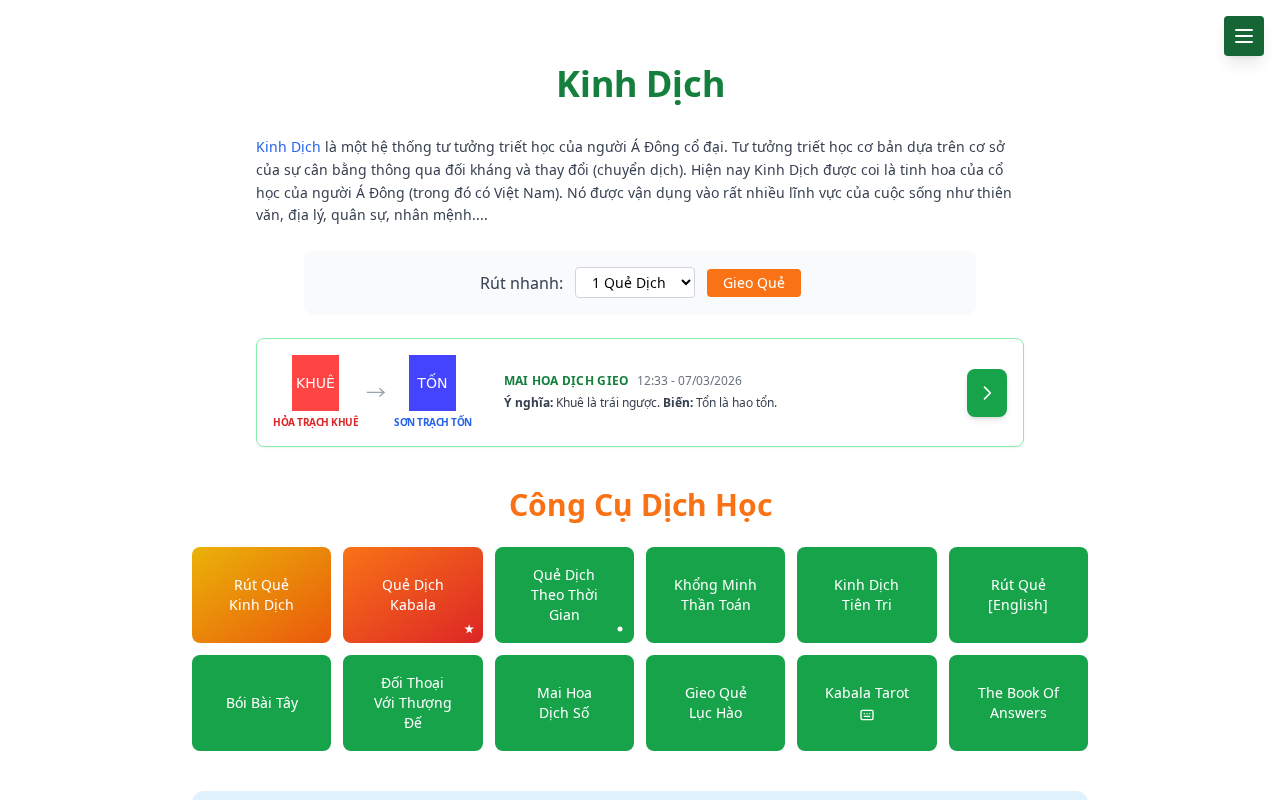 Kinh Dịch
Kinh Dịch là một hệ thống tư tưởng triết học của người Á Đông cổ đại. Tư tưởng triết học cơ bản dựa trên cơ sở
của sự cân bằng thông qua đối kháng và thay đổi (chuyển dịch). Hiện nay Kinh Dịch được coi là tinh hoa của cổ
học của người Á Đông (trong đó có Việt Nam). Nó được vận dụng vào rất nhiều lĩnh vực của cuộc sống như thiên
văn, địa lý, quân sự, nhân mệnh....
Rút nhanh: 1 Quẻ Dịch Gieo Quẻ
KHUÊ → TỐN
HỎA TRẠCH KHUÊ SƠN TRẠCH TỐN
MAI HOA DỊCH GIEO 12:33 - 07/03/2026
Ý nghĩa: Khuê là trái ngược. Biến: Tổn là hao tổn.
Công Cụ Dịch Học
Rút Quẻ
Kinh Dịch
Quẻ Dịch
Kabala
★
Quẻ Dịch
Theo Thời
Gian
Khổng Minh
Thần Toán
Kinh Dịch
Tiên Tri
Rút Quẻ
[English]
Bói Bài Tây
Đối Thoại
Với Thượng
Đế
Mai Hoa
Dịch Số
Gieo Quẻ
Lục Hào
Kabala Tarot
The Book Of
Answers